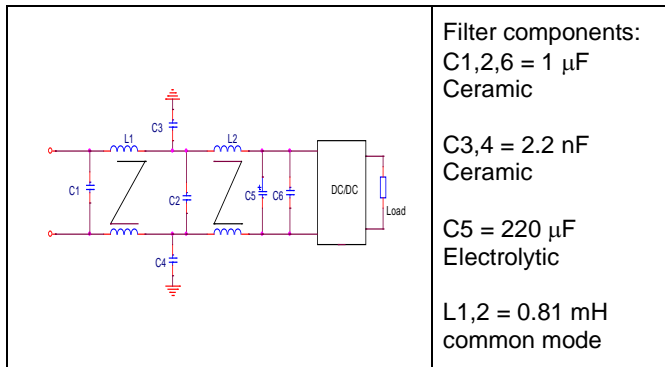 C3
L1
L2
C1
C2
C5
+
C6
DC/DC
Load
C4
Filter components:
C1,2,6 = 1 μF
Ceramic
C3,4 = 2.2 nF
Ceramic
C5 = 220 μF
Electrolytic
L1,2 = 0.81 mH
common mode